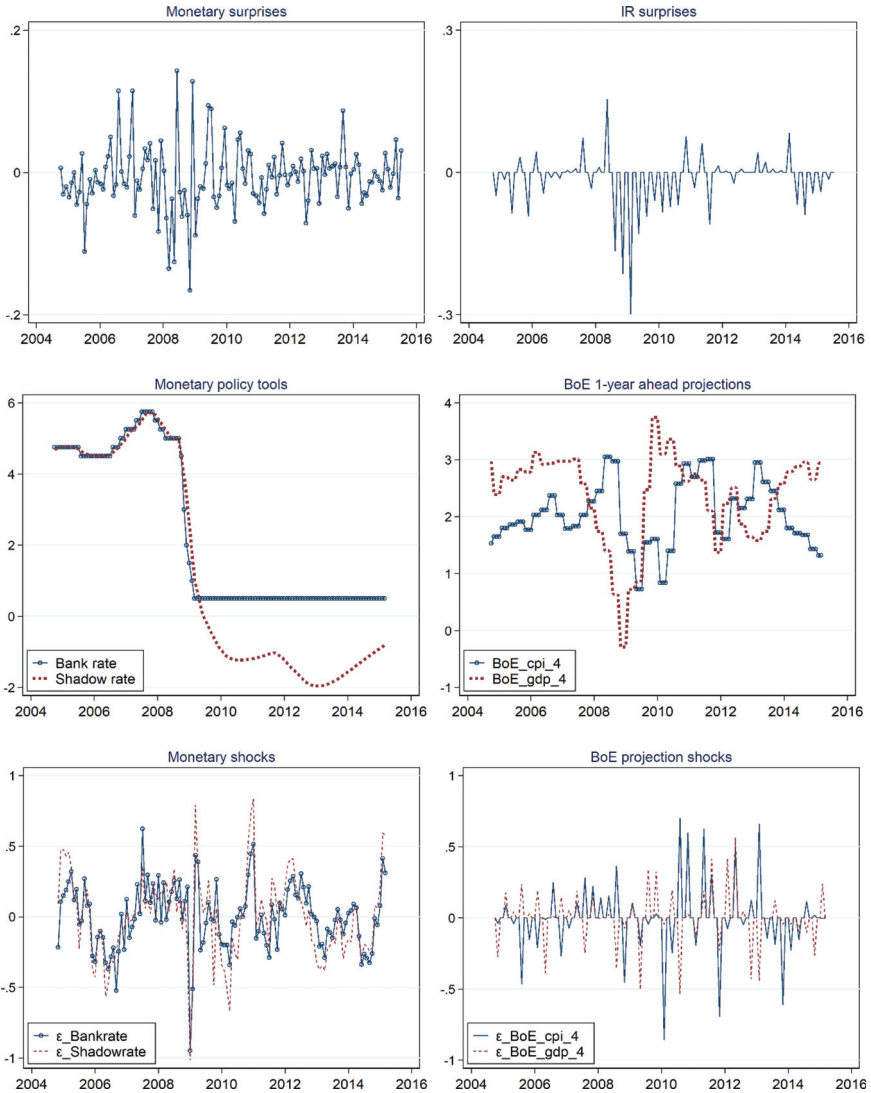 Monetary surprises
.2
0
-.2
2004 2006 2008 2010 2012 2014 2016
IR surprises
.3
0
-.3
2004 2006 2008 2010 2012 2014 2016
Monetary policy tools
6
4
2
0
-2
Bank rate
Shadow rate
2004 2006 2008 2010 2012 2014 2016
BoE 1-year ahead projections
4
3
2
1
0
-1
BoE_cpi_4
BoE_gdp_4
2004 2006 2008 2010 2012 2014 2016
Monetary shocks
1
.5
0
-.5
-1
ε_Bankrate
ε_Shadowrate
2004 2006 2008 2010 2012 2014 2016
BoE projection shocks
1
.5
0
-.5
-1
ε_BoE_cpi_4
ε_BoE_gdp_4
2004 2006 2008 2010 2012 2014 2016